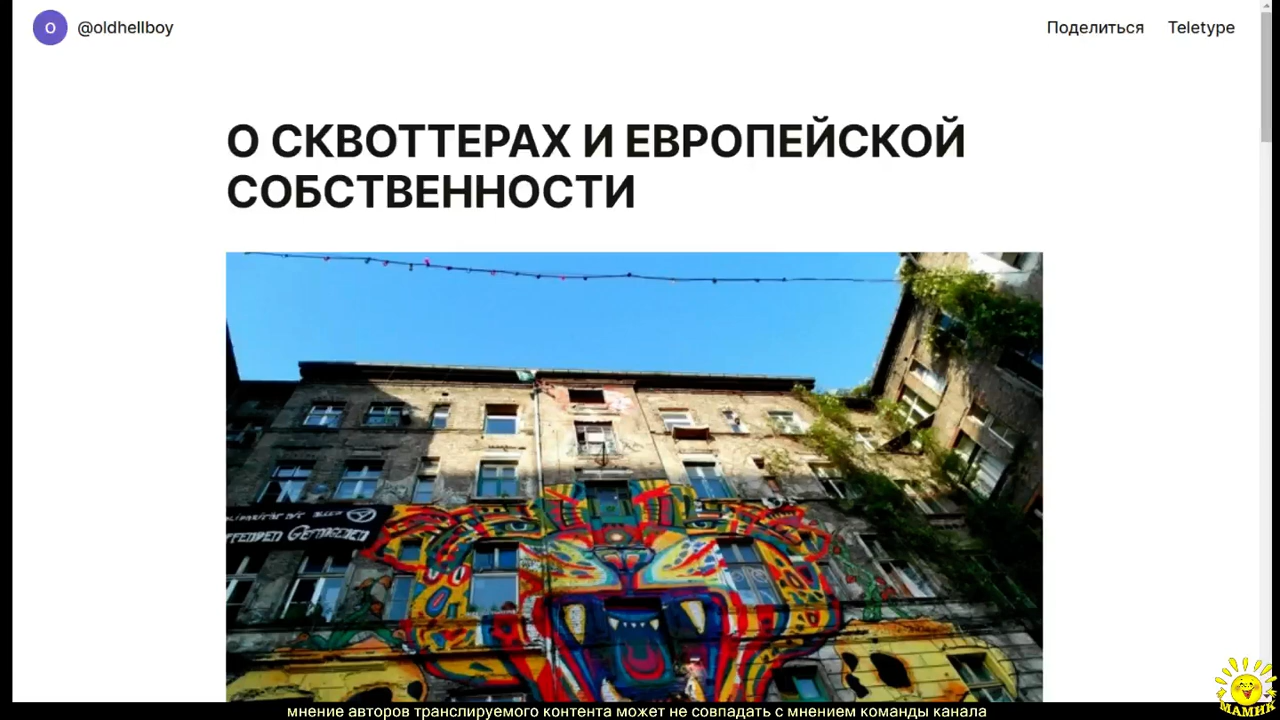 O
@oldhellboy
Поделиться
Teletype
О СКВОТТЕРАХ И ЕВРОПЕЙСКОЙ
СОБСТВЕННОСТИ
МАМИК
мнение авторов транслируемого контента может не совпадать с мнением команды канала